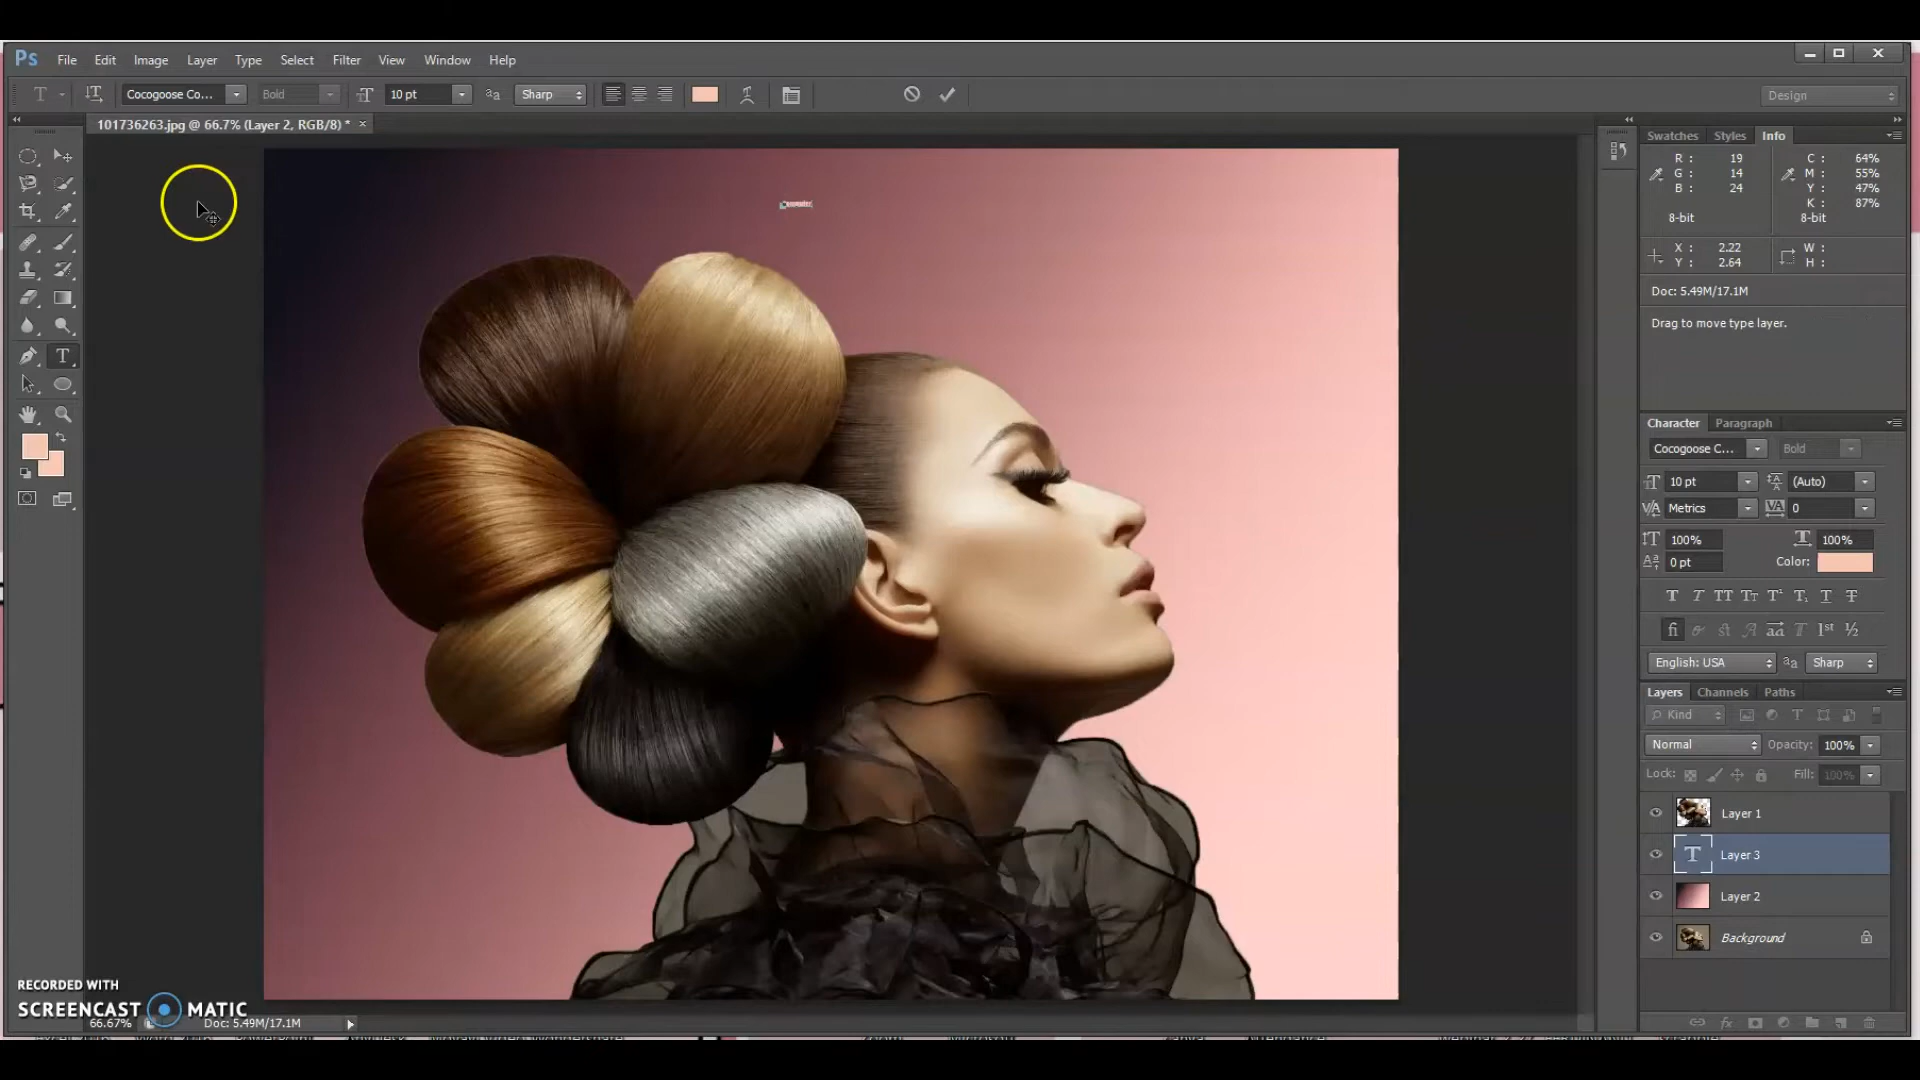 Ps File Edit Image Layer Type Select Filter View Window Help
T Cocogoose Co... Bold 10 pt aa Sharp Design
101736263.jpg @ 66.7% (Layer 2, RGB/8) * ×
Swatches Styles Info
R : 19 C : 64%
G : 14 M : 55%
B : 24 Y : 47%
K : 87%
8-bit 8-bit
X : 2.22 W :
Y : 2.64 H :
Doc: 5.49M/17.1M
Drag to move type layer.
Character Paragraph
Cocogoose C... Bold
10 pt (Auto)
Metrics 0
100% 100%
0 pt Color:
English: USA aa Sharp
Layers Channels Paths
Kind
Normal Opacity: 100%
Lock: Fill: 100%
Layer 1
Layer 3
Layer 2
Background
RECORDED WITH
SCREENCAST MATIC
66.67% Doc: 5.49M/17.1M